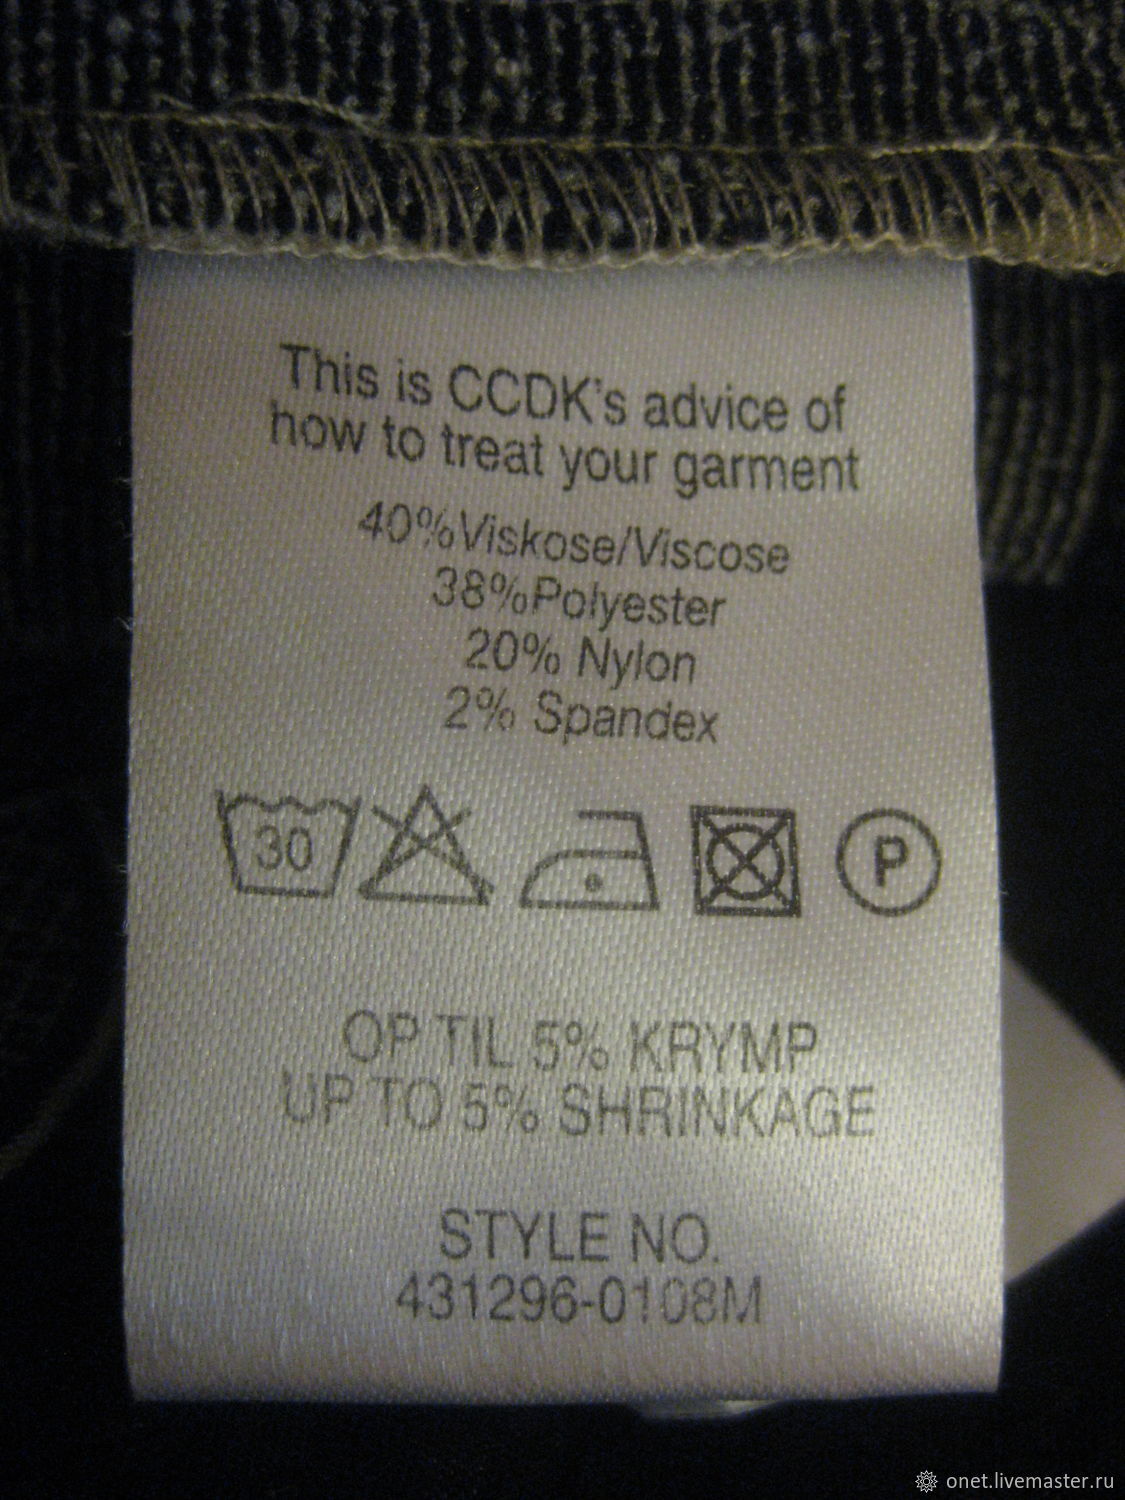 This is CCDK's advice of
how to treat your garment
40%Viskose/Viscose
38%Polyester
20% Nylon
2% Spandex
30 P
OP TIL 5% KRYMP
UP TO 5% SHRINKAGE
STYLE NO.
431296-0108M
onet.livemaster.ru